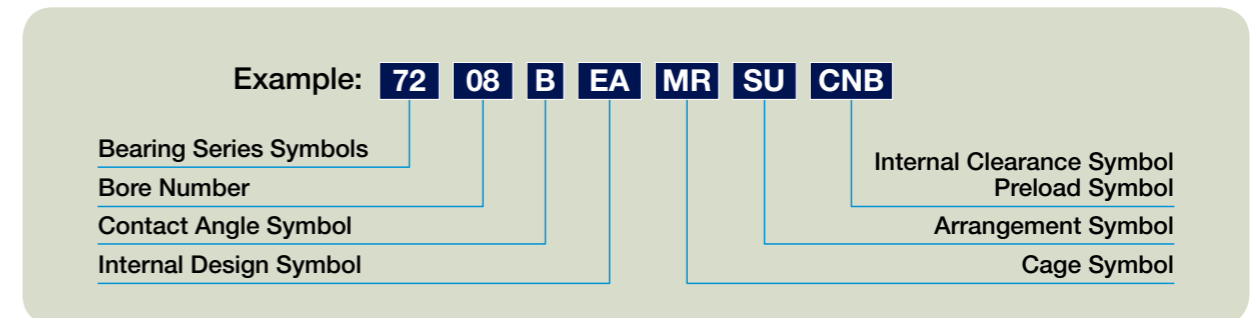 Example: 72 08 B EA MR SU CNB
Bearing Series Symbols
Bore Number
Contact Angle Symbol
Internal Design Symbol
Internal Clearance Symbol
Preload Symbol
Arrangement Symbol
Cage Symbol